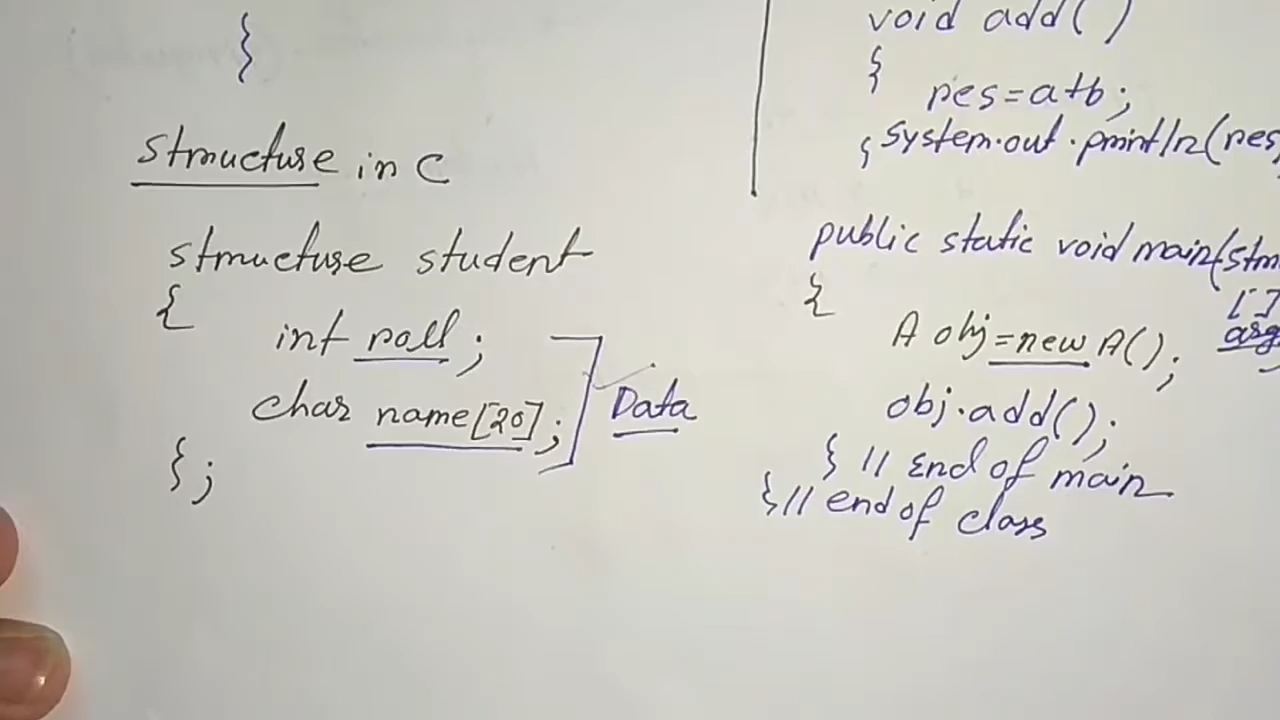 }
structure in C
structure student
{
int roll ;
char name[20] ;
} ;
Data
void add( )
{
res=a+b ;
} System.out.println(res
public static void main(
[ ]
{
A obj=new A( ) ;
obj.add( ) ;
} // End of main
} // end of class